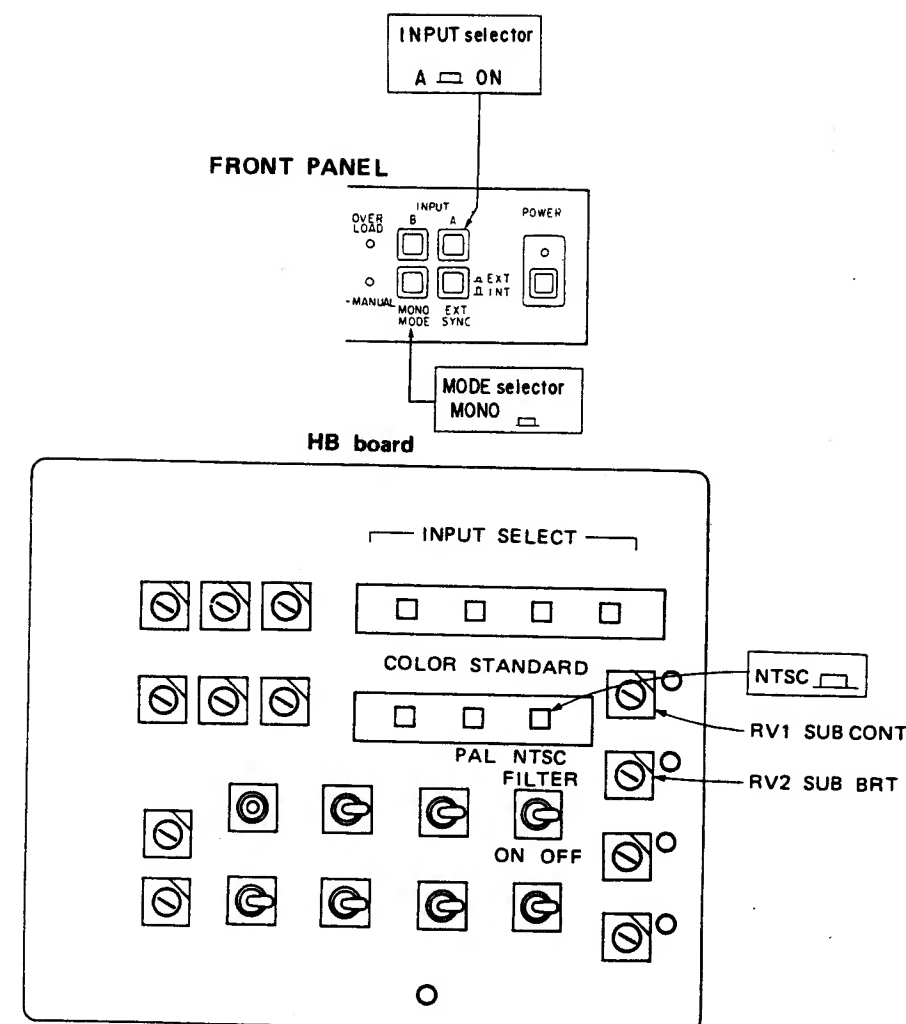 INPUT selector
A ON
FRONT PANEL
INPUT
OVER
LOAD
B A
POWER
EXT
INT
-MANUAL
MONO
MODE
EXT
SYNC
MODE selector
MONO
HB board
INPUT SELECT
COLOR STANDARD
NTSC
PAL NTSC
RV1 SUB CONT
FILTER
RV2 SUB BRT
ON OFF